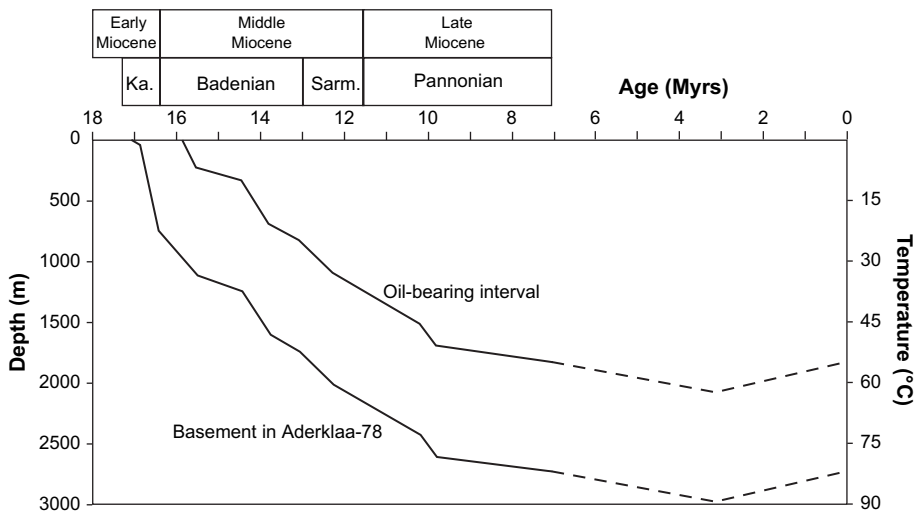 Early
Miocene
Middle
Miocene
Late
Miocene
Ka.
Badenian
Sarm.
Pannonian
Age (Myrs)
18 16 14 12 10 8 6 4 2 0
0
500
1000
1500
2000
2500
3000
Depth (m)
15
30
45
60
75
90
Temperature (°C)
Oil-bearing interval
Basement in Aderklaa-78